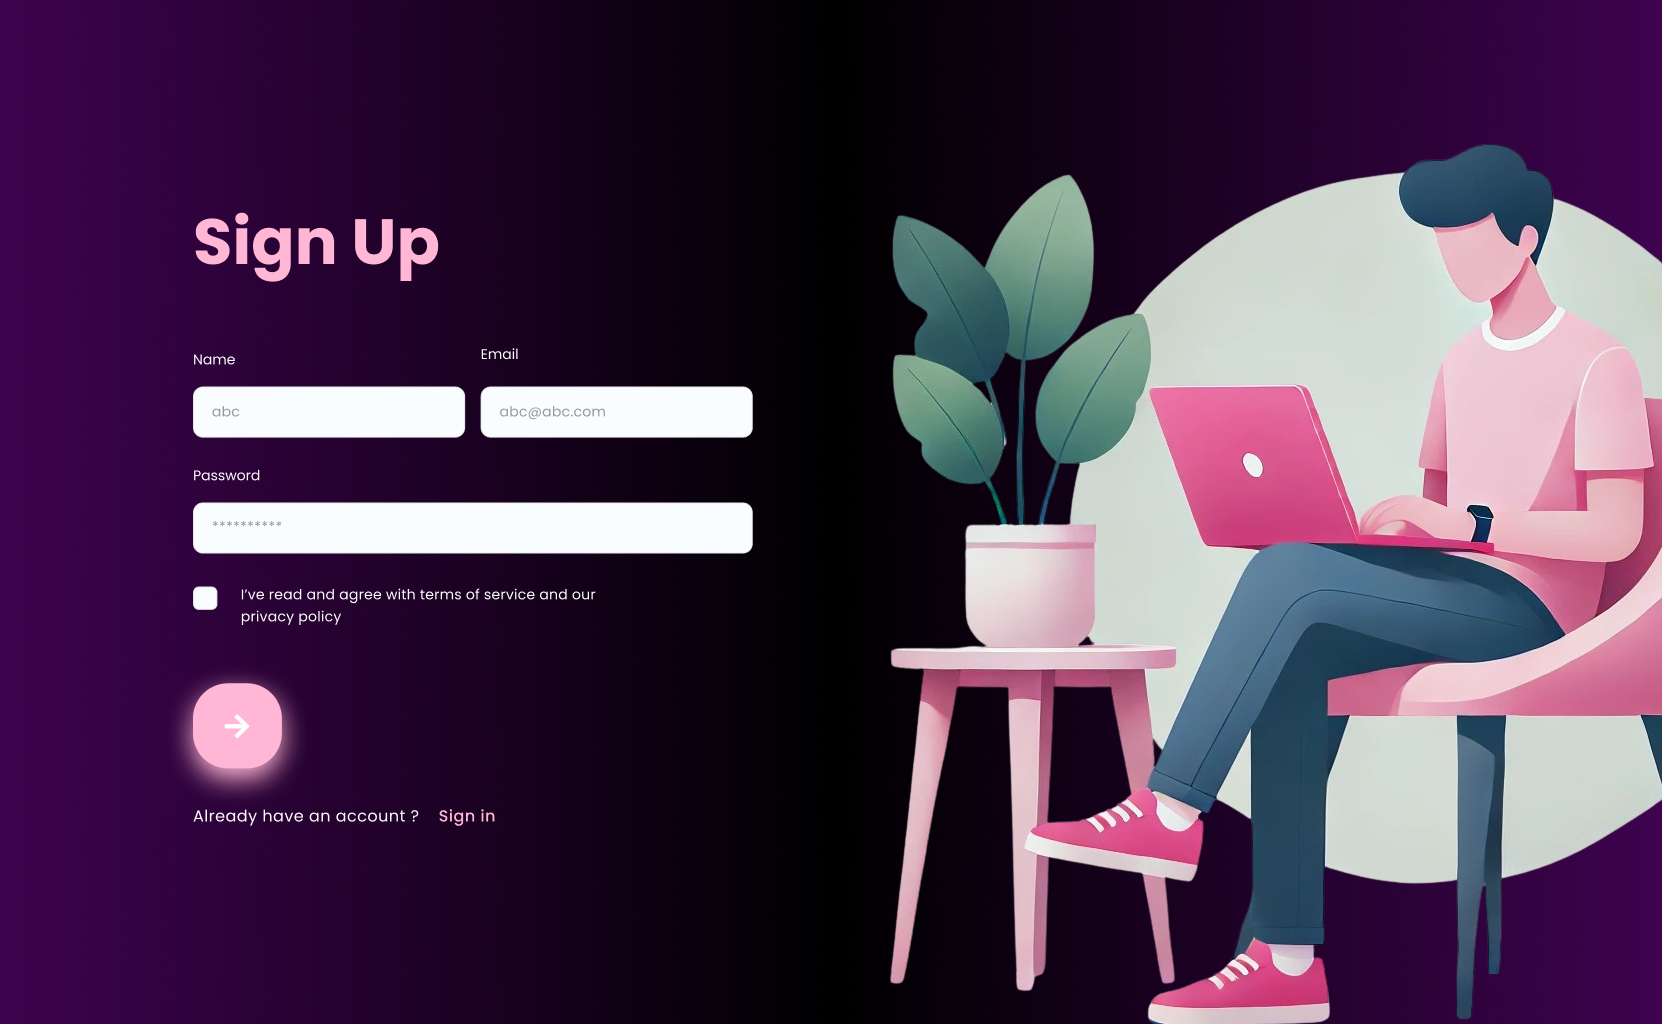 Sign Up
Name
Email
abc
abc@abc.com
Password
**********
I’ve read and agree with terms of service and our
privacy policy
Already have an account ?
Sign in